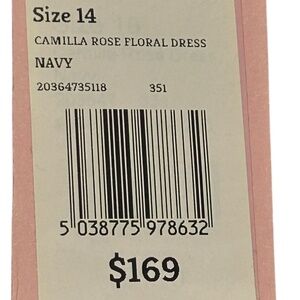 Size 14
CAMILLA ROSE FLORAL DRESS
NAVY
20364735118 351
5 038775 978632
$169